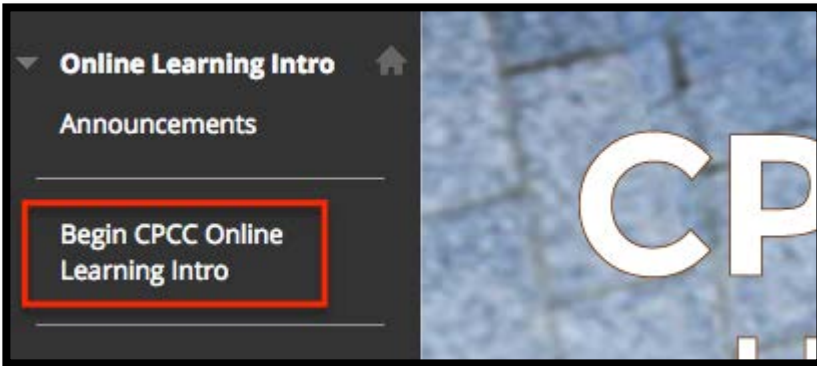 Online Learning Intro
Announcements
Begin CPCC Online
Learning Intro
CP